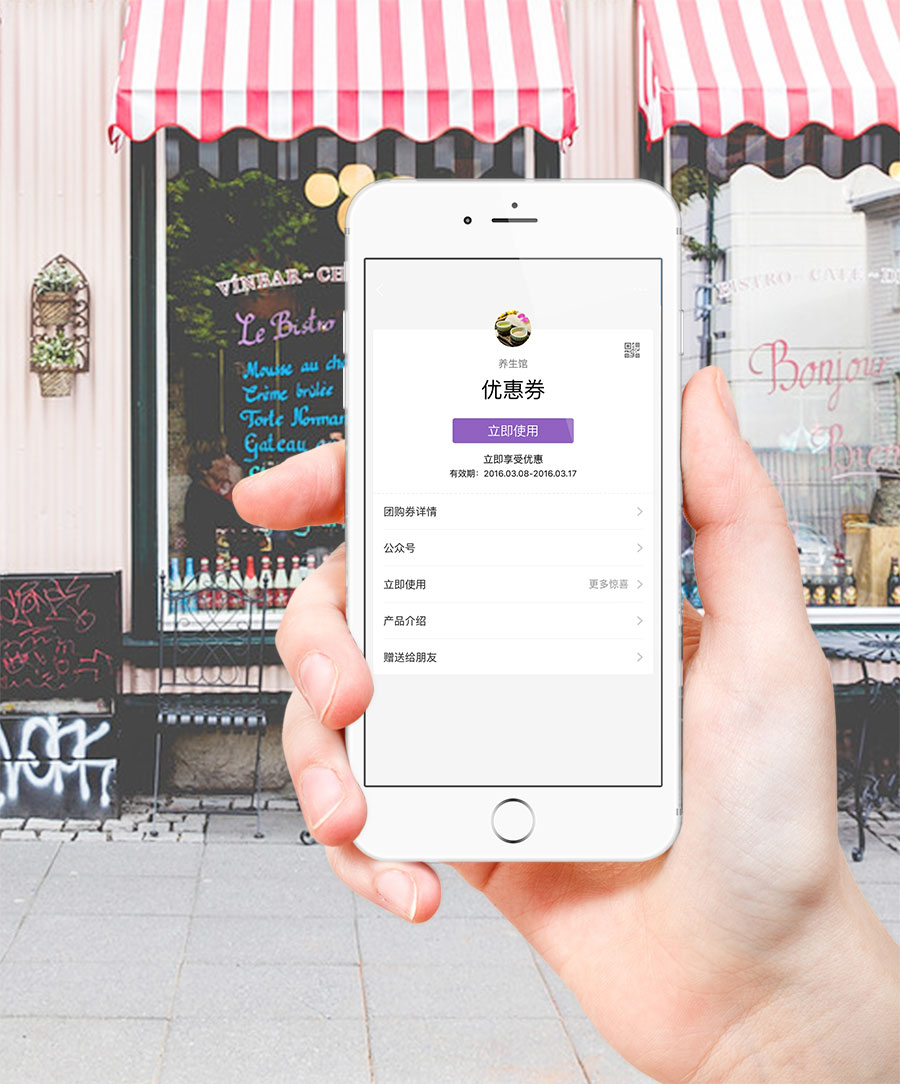 VÍNBAR~CH
Le Bistro
Mousse au cho
Crème brûlée
Torte Norman
Gateau
BISTRO~CAFE~D
Bonjour
养生馆
优惠券
立即使用
立即享受优惠
有效期：2016.03.08-2016.03.17
团购券详情
公众号
立即使用 更多惊喜
产品介绍
赠送给朋友